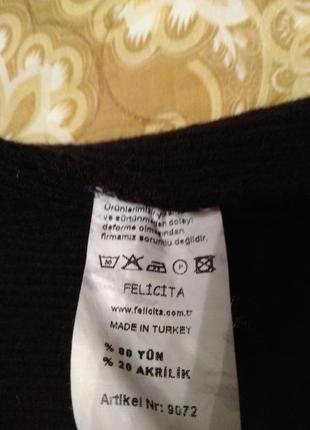 Ürünlerimiz
ve sürtünmeden dolayı
deforme olmasından
firmamız sorumlu değildir.
30 P
FELİCİTA
www.felicita.com.tr
MADE IN TURKEY
% 80 YÜN
% 20 AKRİLİK
Artikel Nr: 9072